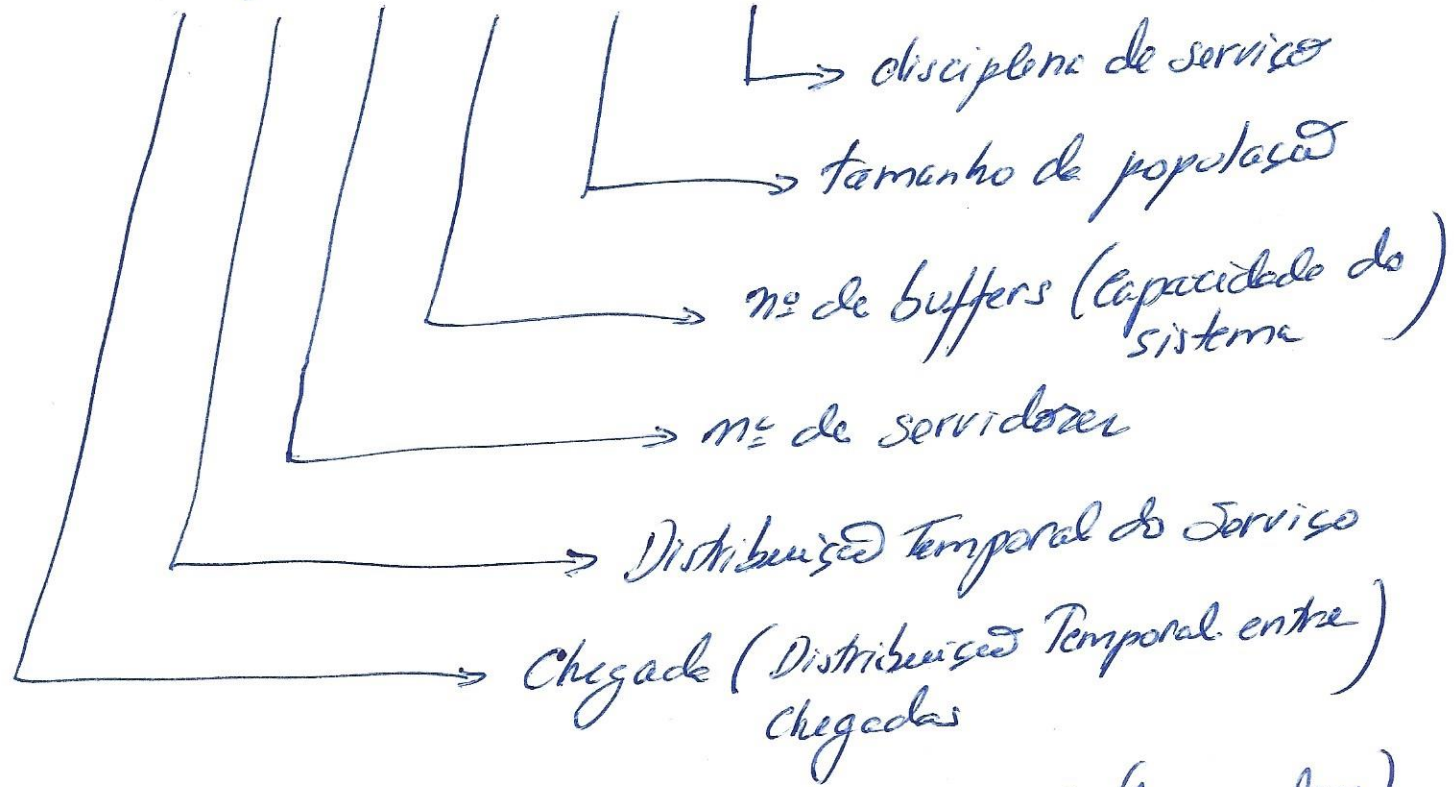 disciplina de serviço
tamanho da população
nº de buffers (Capacidade do
sistema)
nº de servidores
Distribuição Temporal do Serviço
Chegada (Distribuição Temporal entre)
chegadas